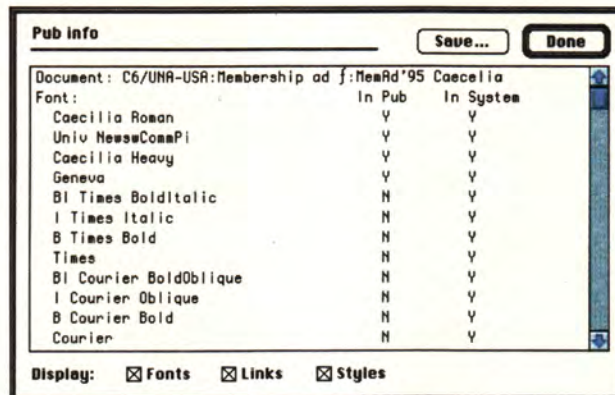 Pub info
Save... Done
Document: C6/UNA-USA:Membership ad ƒ:MemAd'95 Caecelia
Font: In Pub In System
Caecilia Roman Y Y
Univ NewswCommPi Y Y
Caecilia Heavy Y Y
Geneva Y Y
BI Times BoldItalic N Y
I Times Italic N Y
B Times Bold N Y
Times N Y
BI Courier BoldOblique N Y
I Courier Oblique N Y
B Courier Bold N Y
Courier N Y
Display: Fonts Links Styles